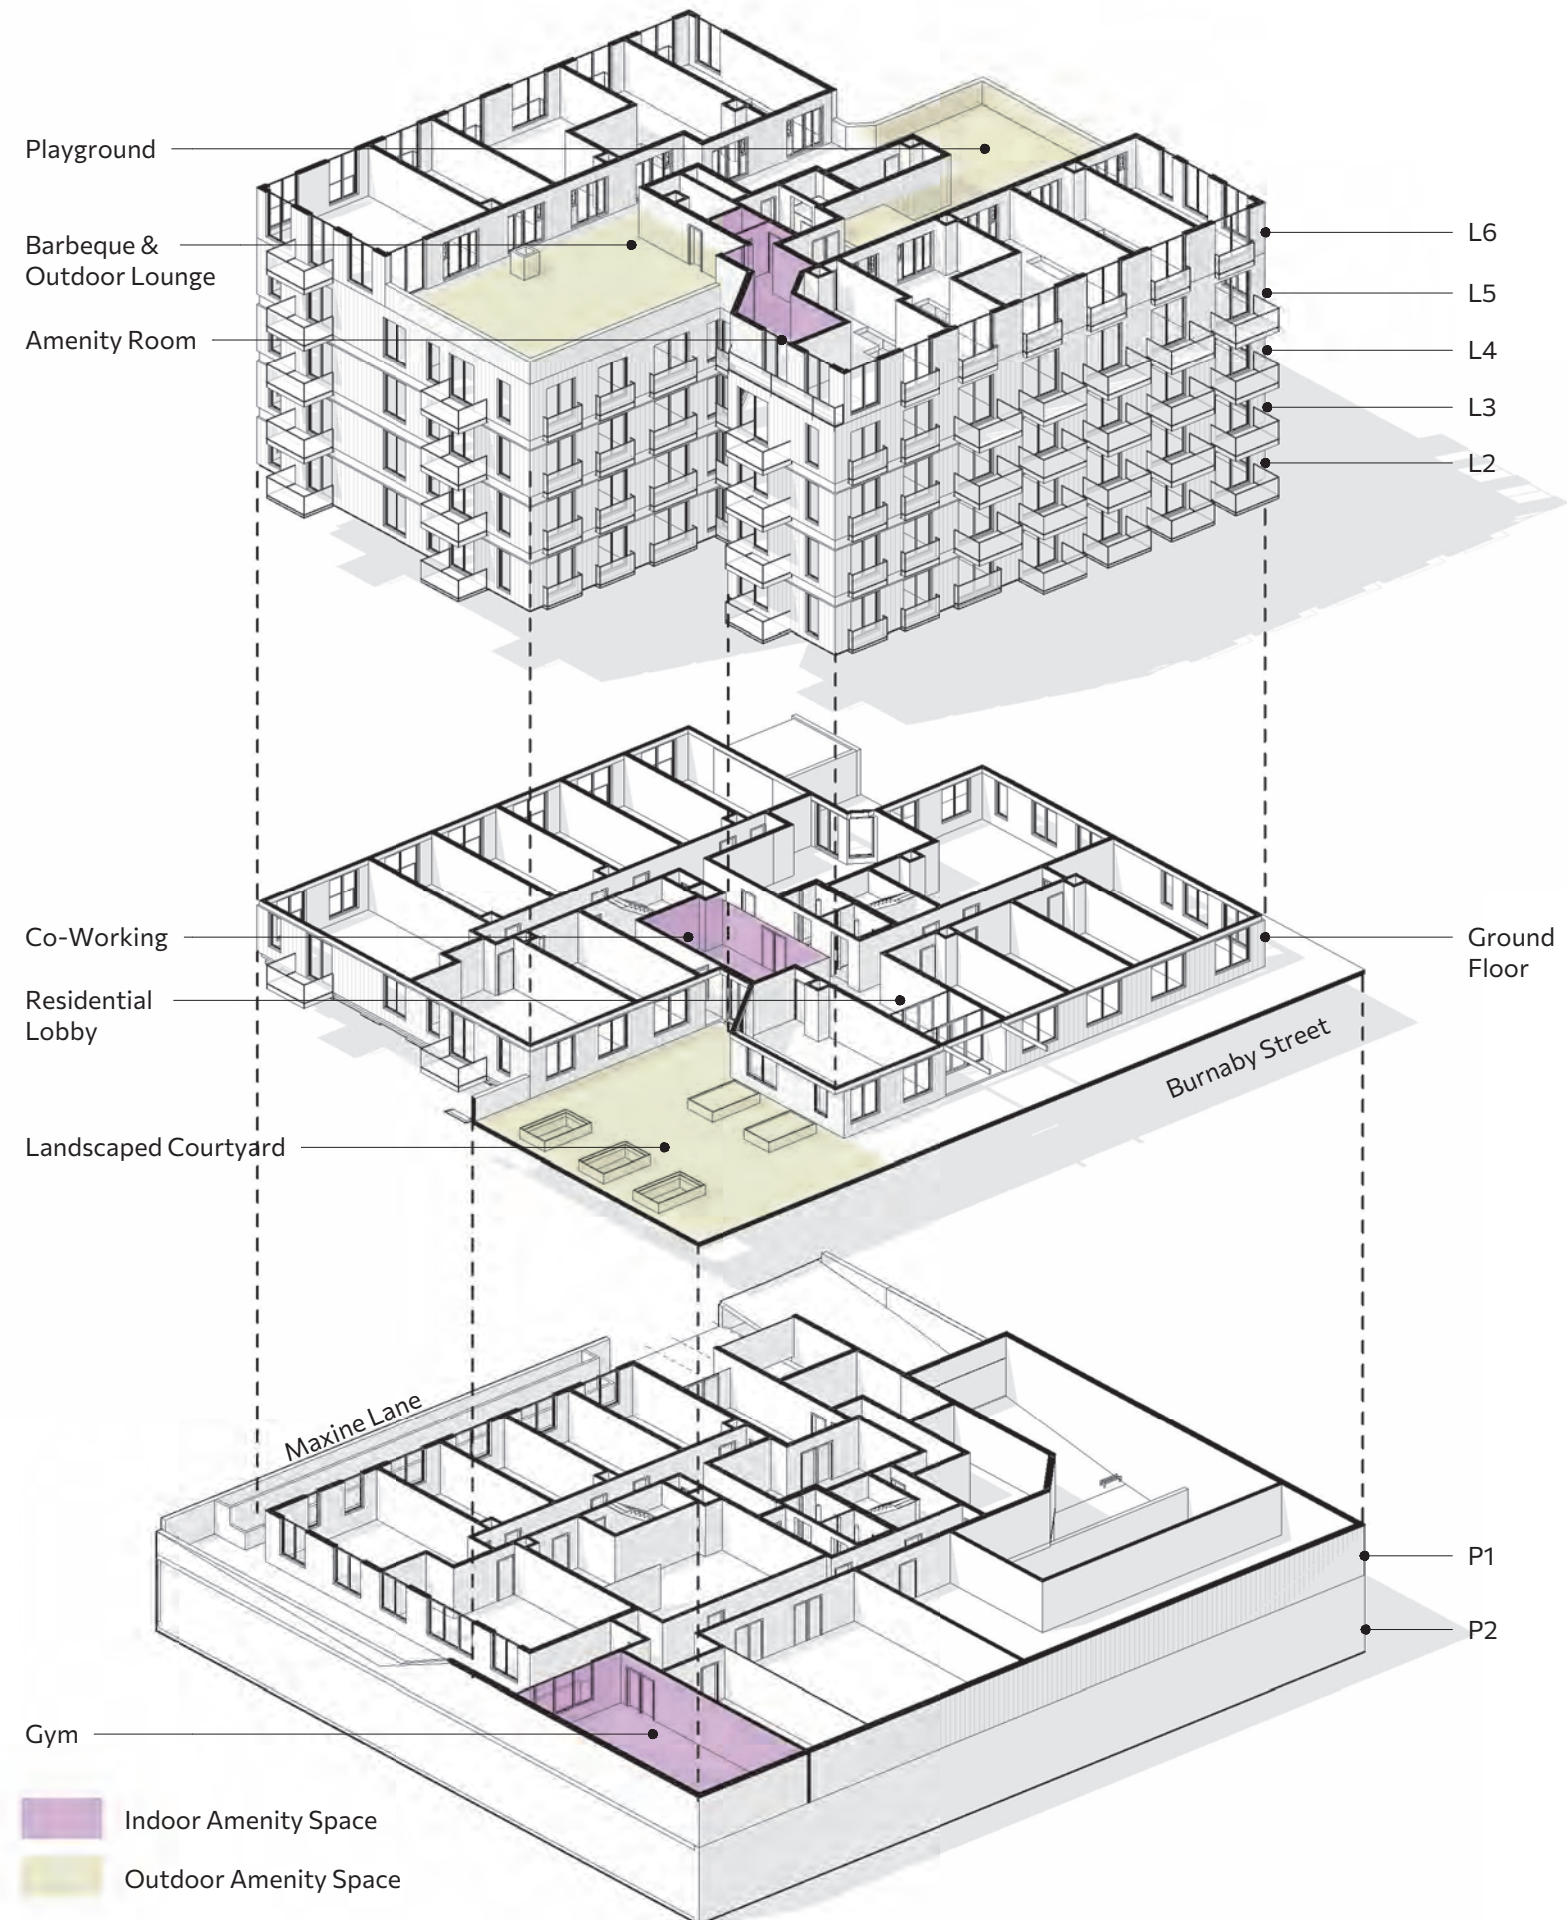 Playground
Barbeque &
Outdoor Lounge
Amenity Room
L6
L5
L4
L3
L2
Co-Working
Residential
Lobby
Landscaped Courtyard
Ground
Floor
Burnaby Street
Maxine Lane
P1
P2
Gym
Indoor Amenity Space
Outdoor Amenity Space